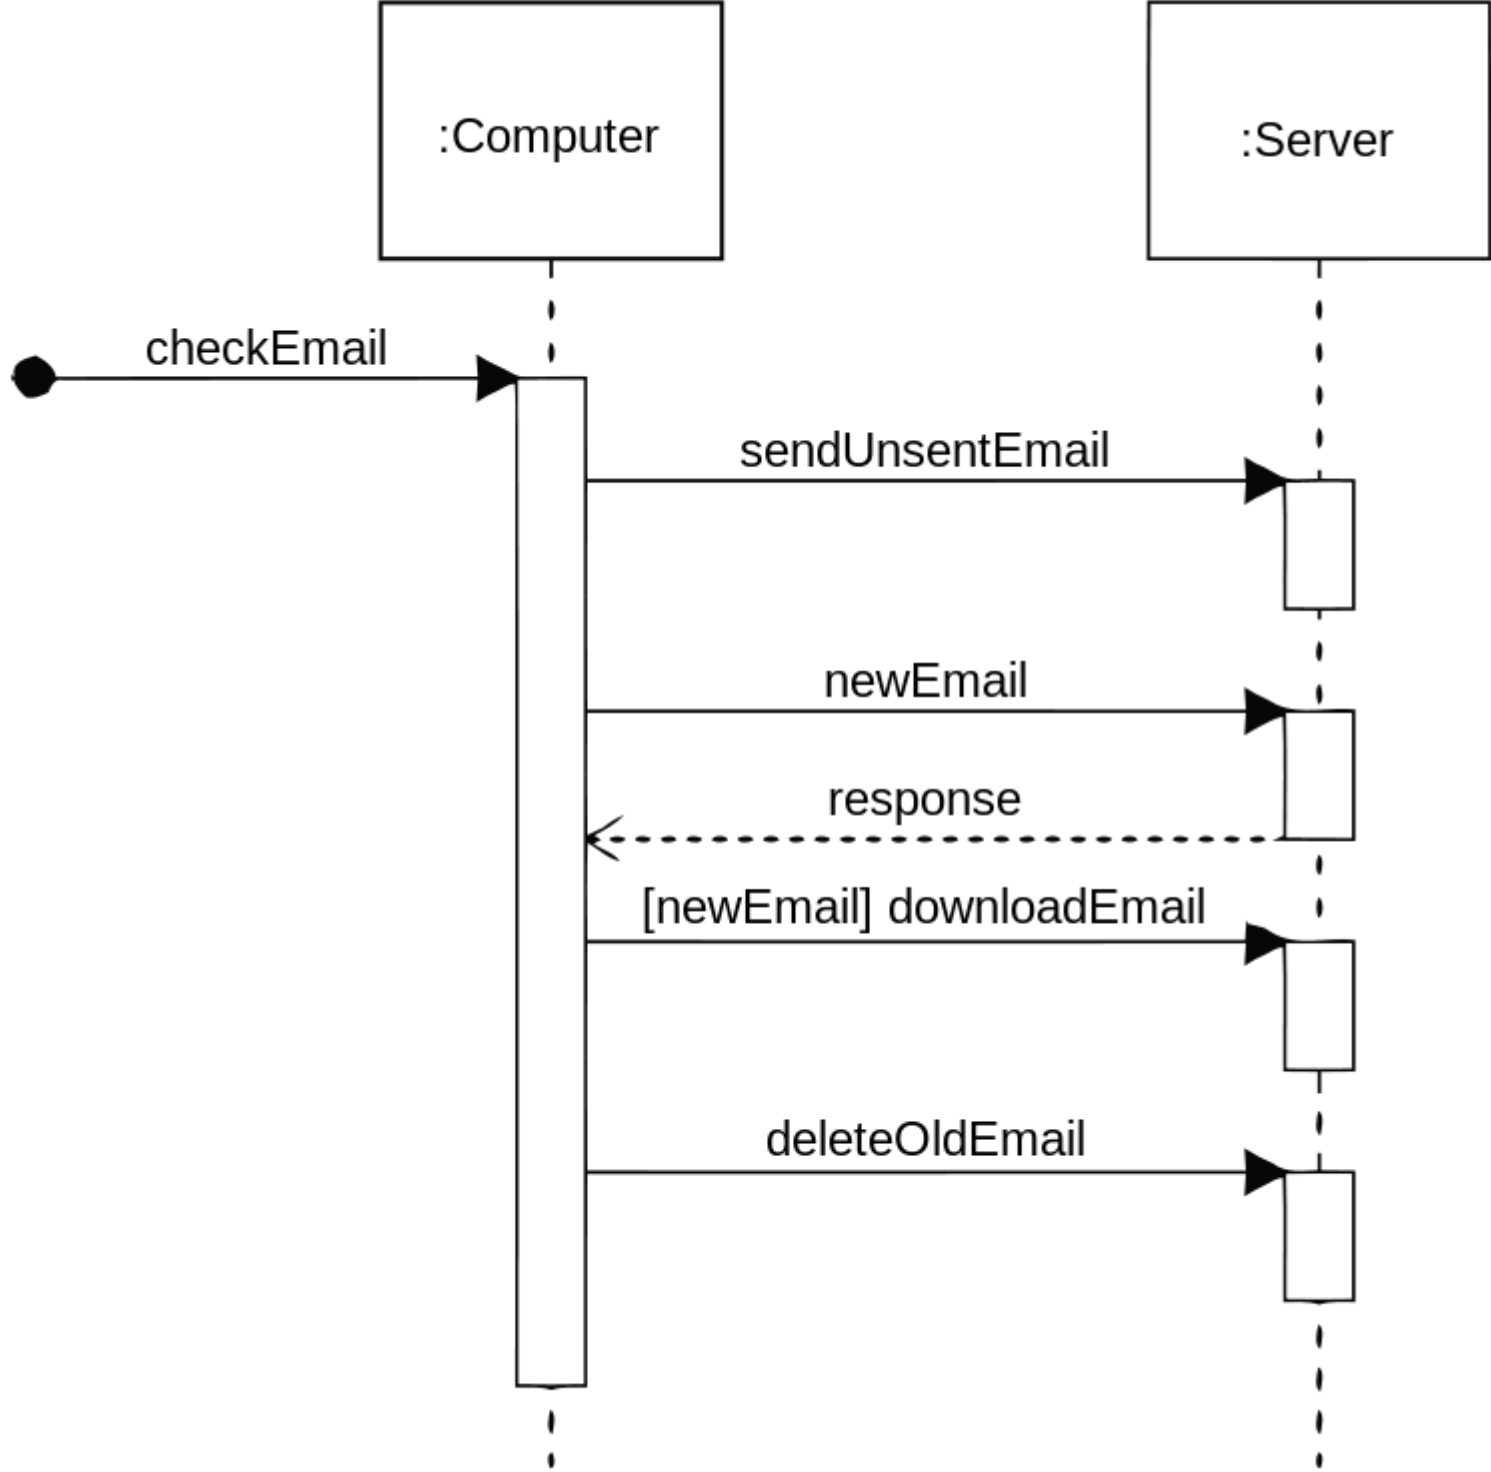 :Computer
:Server
checkEmail
sendUnsentEmail
newEmail
response
[newEmail] downloadEmail
deleteOldEmail